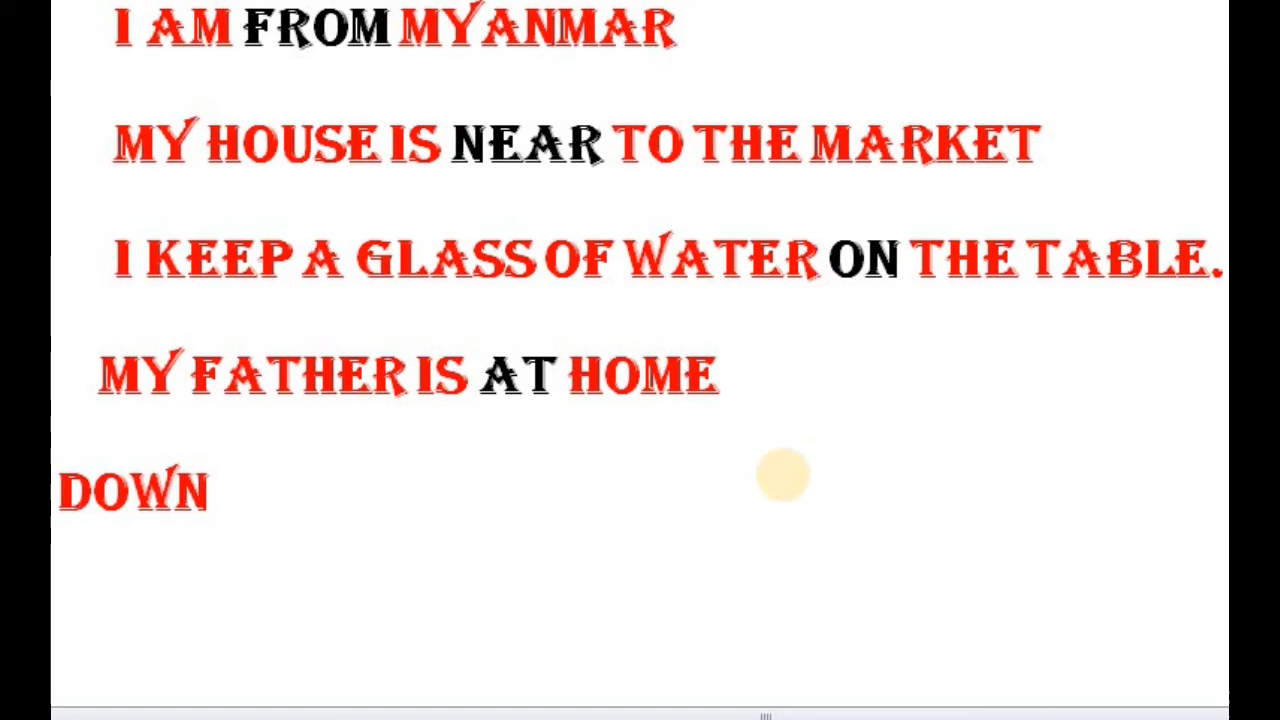 I AM FROM MYANMAR
MY HOUSE IS NEAR TO THE MARKET
I KEEP A GLASS OF WATER ON THE TABLE.
MY FATHER IS AT HOME
DOWN